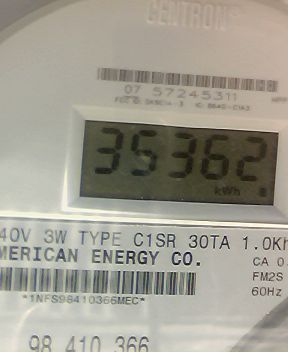 CENTRON®
07 57245311
35362
kWh
40V 3W TYPE C1SR 30TA 1.0Kh
MERICAN ENERGY CO.
CA 0.
FM2S
60Hz
*1NFS98410366MEC*
98 410 366